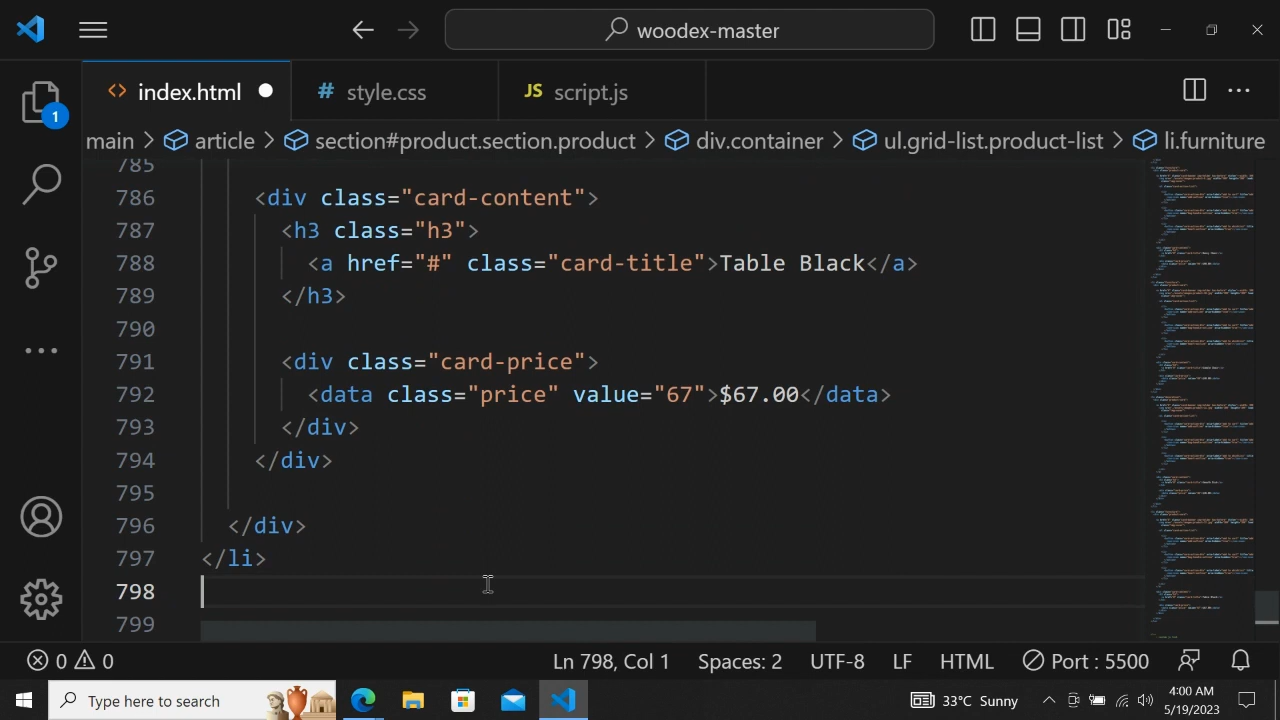 woodex-master
index.html
# style.css
JS script.js
1
main > article > section#product.section.product > div.container > ul.grid-list.product-list > li.furniture
785
786 <div class="card-content" >
787 <h3 class="h3">
788 <a href="#" class="card-title">Table Black</a>
789 </h3>
790
791 <div class="card-price">
792 <data class="price" value="67">$67.00</data>
793 </div>
794 </div>
795
796 </div>
797 </li>
798
799
0 0
Ln 798, Col 1 Spaces: 2 UTF-8 LF HTML Port : 5500
Type here to search
33°C Sunny
4:00 AM
5/19/2023